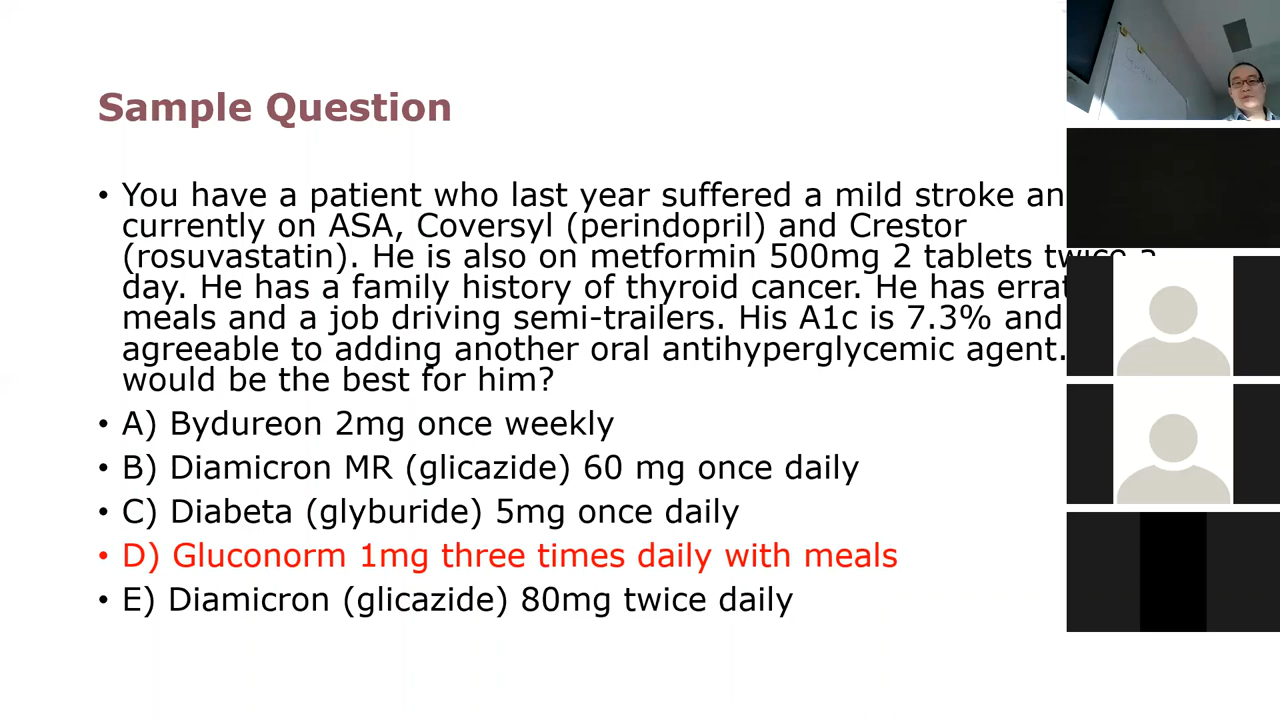 Sample Question
• You have a patient who last year suffered a mild stroke an
currently on ASA, Coversyl (perindopril) and Crestor
(rosuvastatin). He is also on metformin 500mg 2 tablets twice a
day. He has a family history of thyroid cancer. He has errat
meals and a job driving semi-trailers. His A1c is 7.3% and
agreeable to adding another oral antihyperglycemic agent.
would be the best for him?
• A) Bydureon 2mg once weekly
• B) Diamicron MR (glicazide) 60 mg once daily
• C) Diabeta (glyburide) 5mg once daily
• D) Gluconorm 1mg three times daily with meals
• E) Diamicron (glicazide) 80mg twice daily